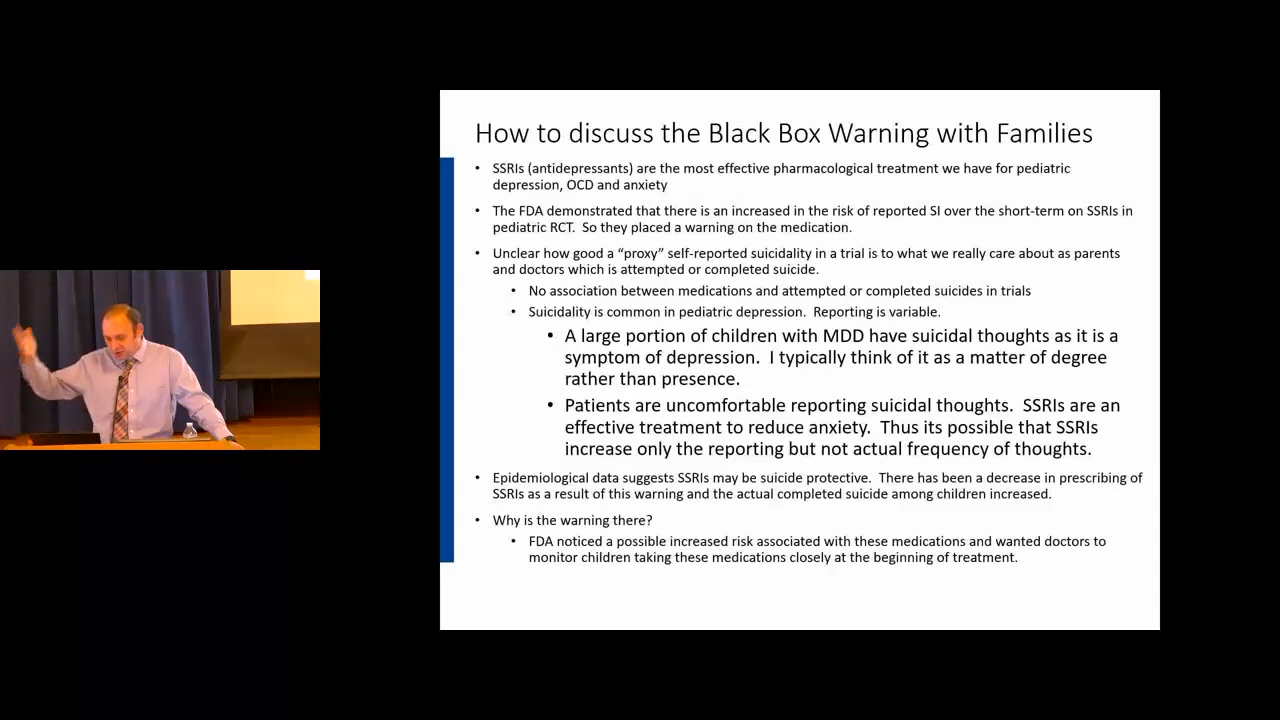 How to discuss the Black Box Warning with Families
• SSRIs (antidepressants) are the most effective pharmacological treatment we have for pediatric
depression, OCD and anxiety
• The FDA demonstrated that there is an increased in the risk of reported SI over the short-term on SSRIs in
pediatric RCT. So they placed a warning on the medication.
• Unclear how good a “proxy” self-reported suicidality in a trial is to what we really care about as parents
and doctors which is attempted or completed suicide.
• No association between medications and attempted or completed suicides in trials
• Suicidality is common in pediatric depression. Reporting is variable.
• A large portion of children with MDD have suicidal thoughts as it is a
symptom of depression. I typically think of it as a matter of degree
rather than presence.
• Patients are uncomfortable reporting suicidal thoughts. SSRIs are an
effective treatment to reduce anxiety. Thus its possible that SSRIs
increase only the reporting but not actual frequency of thoughts.
• Epidemiological data suggests SSRIs may be suicide protective. There has been a decrease in prescribing of
SSRIs as a result of this warning and the actual completed suicide among children increased.
• Why is the warning there?
• FDA noticed a possible increased risk associated with these medications and wanted doctors to
monitor children taking these medications closely at the beginning of treatment.